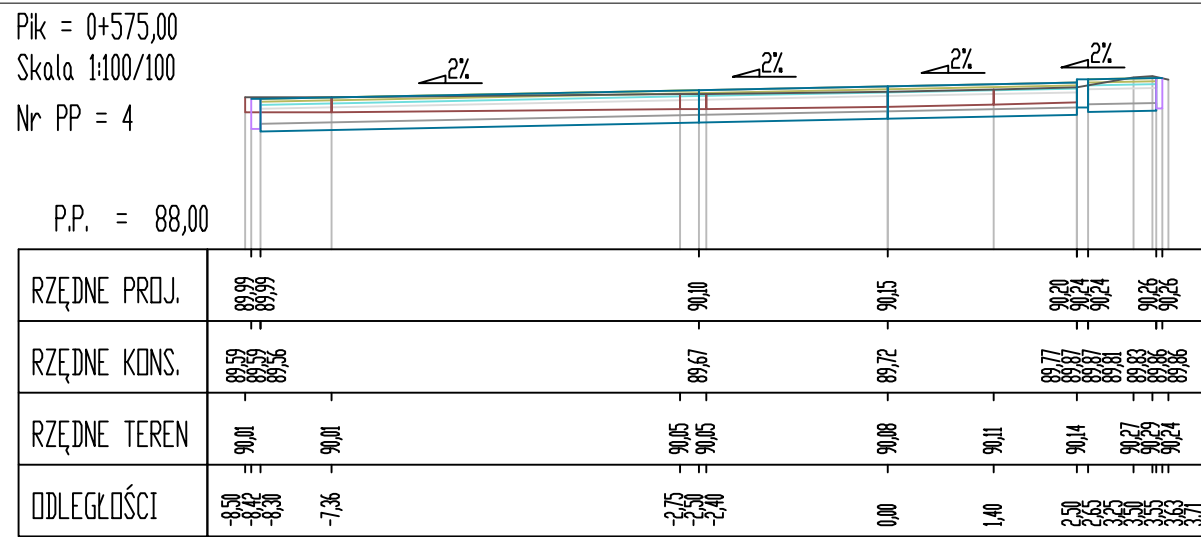 Pik = 0+575,00
Skala 1:100/100
Nr PP = 4
2% 2% 2% 2%
P.P. = 88,00
RZĘDNE PROJ. 89,99 89,99 90,10 90,15 90,20 90,24 90,24 90,26 90,26
RZĘDNE KONS. 89,59 89,59 89,56 89,67 89,72 89,77 89,87 89,87 89,81 89,83 89,86 89,86 89,86
RZĘDNE TEREN 90,01 90,01 90,05 90,05 90,08 90,11 90,14 90,27 90,29 90,24
ODLEGŁOŚCI -8,50 -8,42 -8,30 -7,36 -2,75 -2,50 -2,40 0,00 1,40 2,50 2,65 3,25 3,50 3,55 3,63 3,71